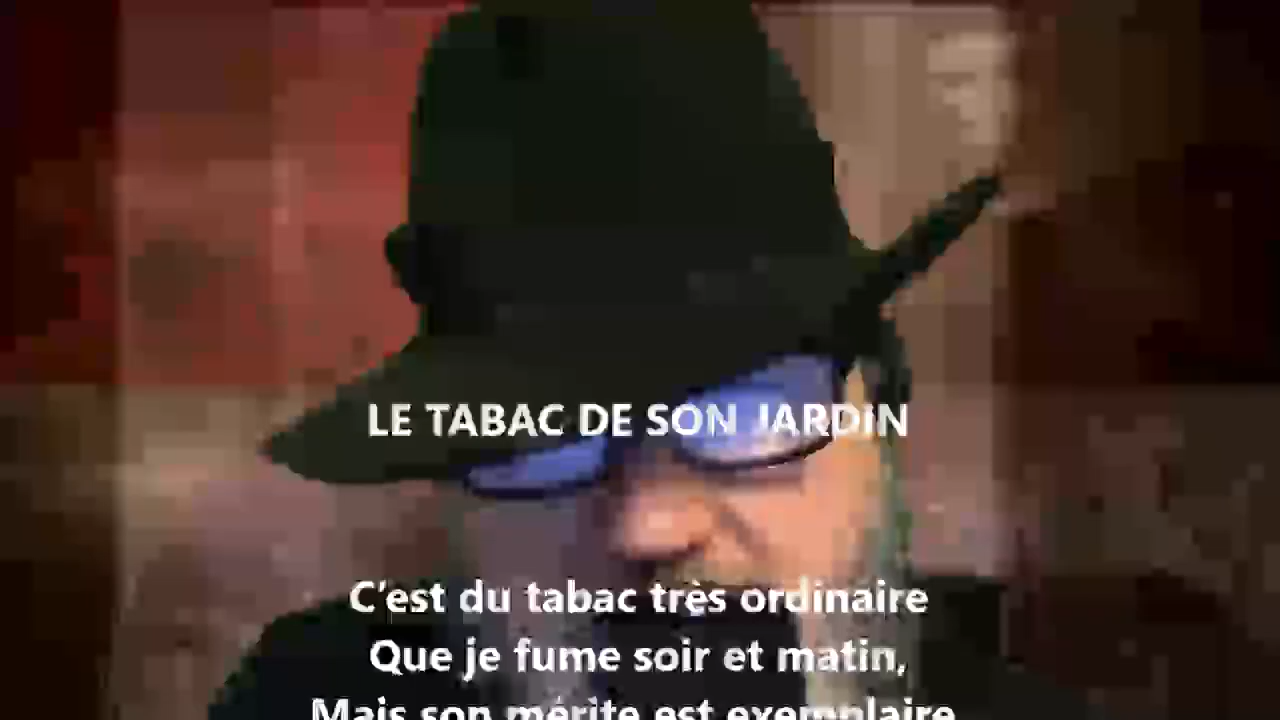 LE TABAC DE SON JARDIN
C'est du tabac très ordinaire
Que je fume soir et matin,
Mais son mérite est exemplaire